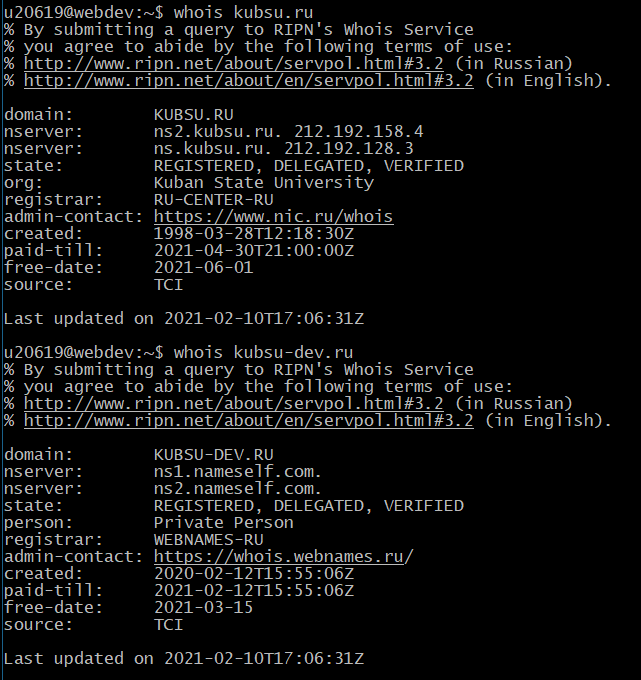 u20619@webdev:~$ whois kubsu.ru
% By submitting a query to RIPN's Whois Service
% you agree to abide by the following terms of use:
% http://www.ripn.net/about/servpol.html#3.2 (in Russian)
% http://www.ripn.net/about/en/servpol.html#3.2 (in English).

domain:        KUBSU.RU
nserver:       ns2.kubsu.ru. 212.192.158.4
nserver:       ns.kubsu.ru. 212.192.128.3
state:         REGISTERED, DELEGATED, VERIFIED
org:           Kuban State University
registrar:     RU-CENTER-RU
admin-contact: https://www.nic.ru/whois
created:       1998-03-28T12:18:30Z
paid-till:     2021-04-30T21:00:00Z
free-date:     2021-06-01
source:        TCI

Last updated on 2021-02-10T17:06:31Z

u20619@webdev:~$ whois kubsu-dev.ru
% By submitting a query to RIPN's Whois Service
% you agree to abide by the following terms of use:
% http://www.ripn.net/about/servpol.html#3.2 (in Russian)
% http://www.ripn.net/about/en/servpol.html#3.2 (in English).

domain:        KUBSU-DEV.RU
nserver:       ns1.nameself.com.
nserver:       ns2.nameself.com.
state:         REGISTERED, DELEGATED, VERIFIED
person:        Private Person
registrar:     WEBNAMES-RU
admin-contact: https://whois.webnames.ru/
created:       2020-02-12T15:55:06Z
paid-till:     2021-02-12T15:55:06Z
free-date:     2021-03-15
source:        TCI

Last updated on 2021-02-10T17:06:31Z